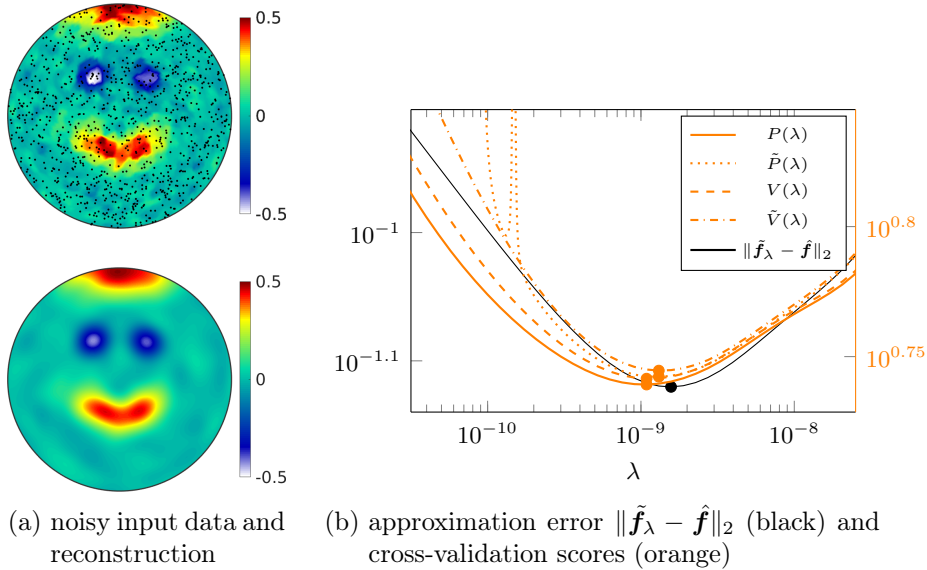 0.5
0
-0.5
0.5
0
-0.5
P(λ)
P̃(λ)
V(λ)
Ṽ(λ)
‖f̃_λ − f̂‖₂
10^{−1}
10^{−1.1}
10^{0.8}
10^{0.75}
10^{−10}
10^{−9}
10^{−8}
λ
(a) noisy input data and
reconstruction
(b) approximation error ‖f̃_λ − f̂‖₂ (black) and
cross-validation scores (orange)